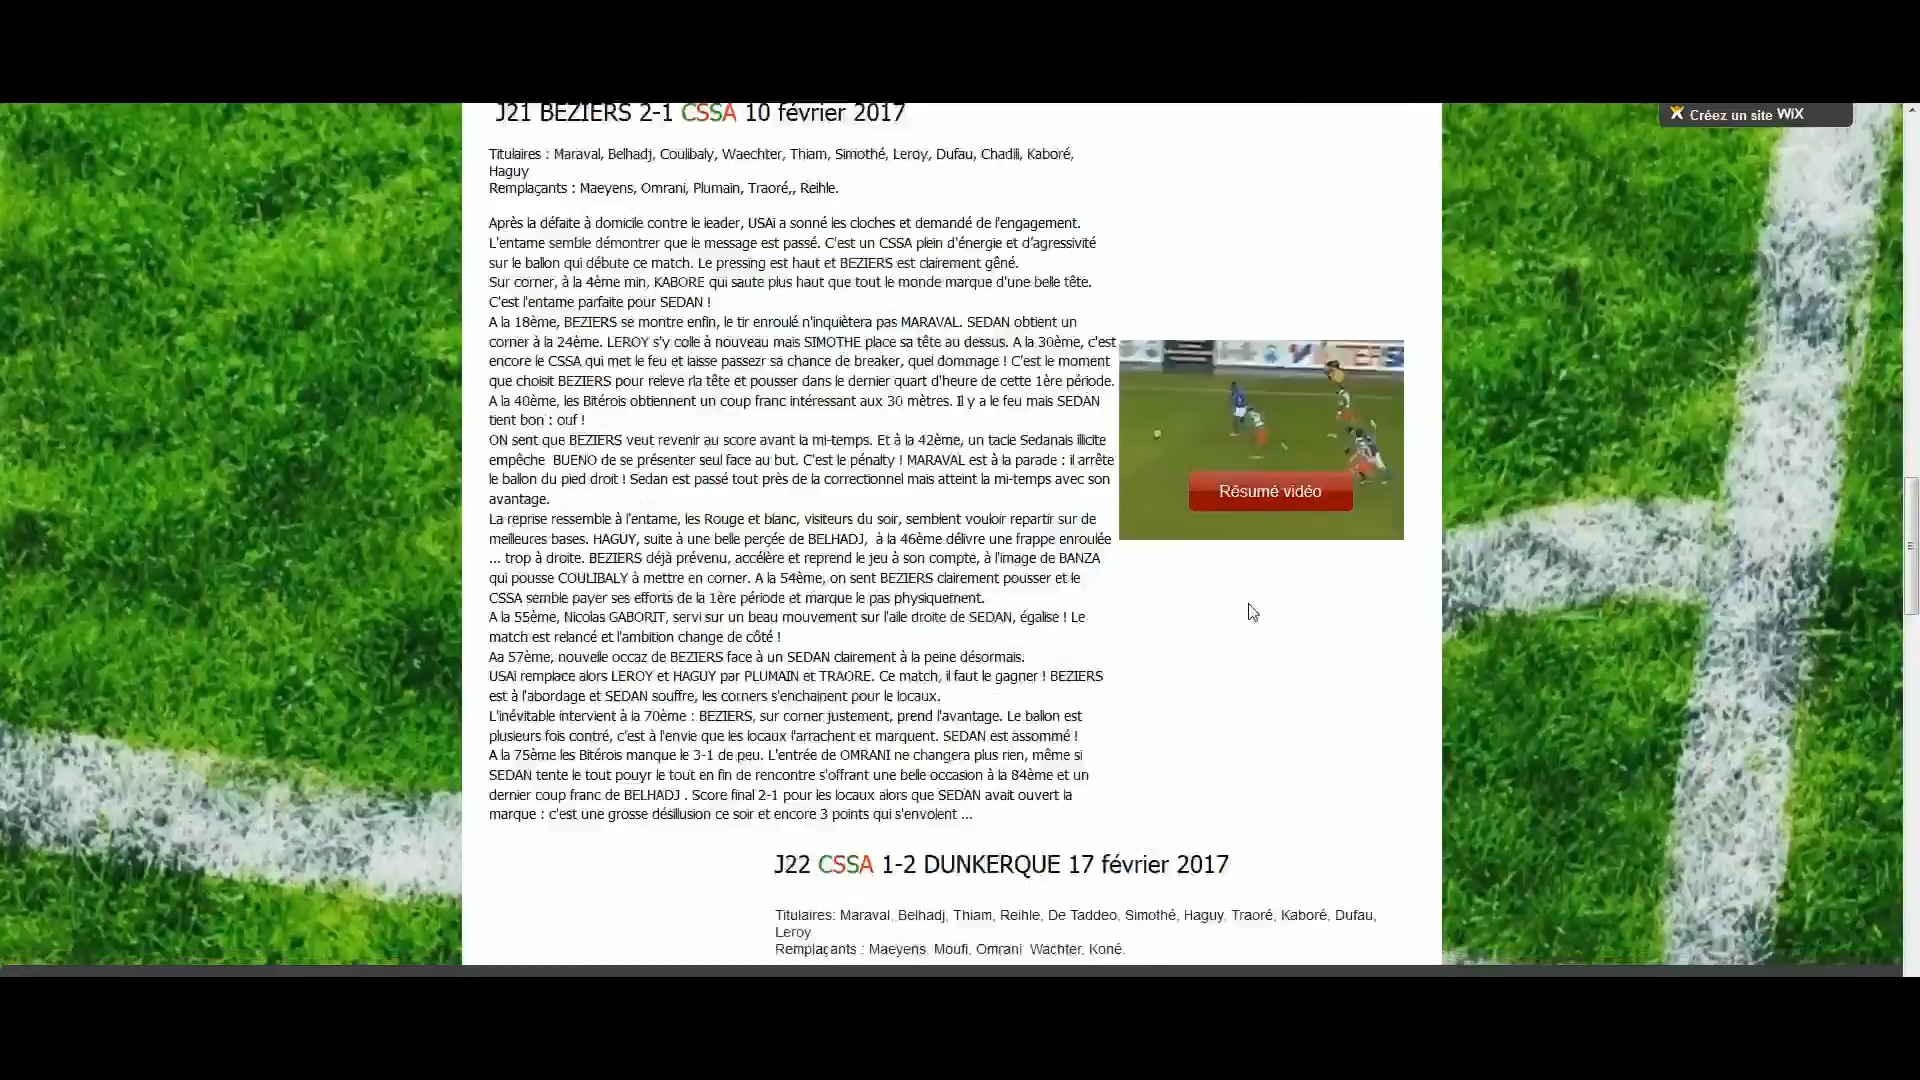 J21 BEZIERS 2-1 CSSA 10 février 2017
Créez un site WiX
Titulaires : Maraval, Belhadj, Coulibaly, Waechter, Thiam, Simothé, Leroy, Dufau, Chadili, Kaboré,
Haguy
Remplaçants : Maeyens, Omrani, Plumain, Traoré,, Reihle.
Après la défaite à domicile contre le leader, USAï a sonné les cloches et demandé de l'engagement.
L'entame semble démontrer que le message est passé. C'est un CSSA plein d'énergie et d'agressivité
sur le ballon qui débute ce match. Le pressing est haut et BEZIERS est clairement gêné.
Sur corner, à la 4ème min, KABORE qui saute plus haut que tout le monde marque d'une belle tête.
C'est l'entame parfaite pour SEDAN !
A la 18ème, BEZIERS se montre enfin, le tir enroulé n'inquiètera pas MARAVAL. SEDAN obtient un
corner à la 24ème. LEROY s'y colle à nouveau mais SIMOTHE place sa tête au dessus. A la 30ème, c'est
encore le CSSA qui met le feu et laisse passezr sa chance de breaker, quel dommage ! C'est le moment
que choisit BEZIERS pour releve rla tête et pousser dans le dernier quart d'heure de cette 1ère période.
A la 40ème, les Bitérois obtiennent un coup franc intéressant aux 30 mètres. Il y a le feu mais SEDAN
tient bon : ouf !
ON sent que BEZIERS veut revenir au score avant la mi-temps. Et à la 42ème, un tacle Sedanais illicite
empêche  BUENO de se présenter seul face au but. C'est le pénalty ! MARAVAL est à la parade : il arrête
le ballon du pied droit ! Sedan est passé tout près de la correctionnel mais atteint la mi-temps avec son
avantage.
La reprise ressemble à l'entame, les Rouge et blanc, visiteurs du soir, semblent vouloir repartir sur de
meilleures bases. HAGUY, suite à une belle perçée de BELHADJ,  à la 46ème délivre une frappe enroulée
... trop à droite. BEZIERS déjà prévenu, accélère et reprend le jeu à son compte, à l'image de BANZA
qui pousse COULIBALY à mettre en corner. A la 54ème, on sent BEZIERS clairement pousser et le
CSSA semble payer ses efforts de la 1ère période et marque le pas physiquement.
A la 55ème, Nicolas GABORIT, servi sur un beau mouvement sur l'aile droite de SEDAN, égalise ! Le
match est relancé et l'ambition change de côté !
Aa 57ème, nouvelle occaz de BEZIERS face à un SEDAN clairement à la peine désormais.
USAi remplace alors LEROY et HAGUY par PLUMAIN et TRAORE. Ce match, il faut le gagner ! BEZIERS
est à l'abordage et SEDAN souffre, les corners s'enchainent pour le locaux.
L'inévitable intervient à la 70ème : BEZIERS, sur corner justement, prend l'avantage. Le ballon est
plusieurs fois contré, c'est à l'envie que les locaux l'arrachent et marquent. SEDAN est assommé !
A la 75ème les Bitérois manque le 3-1 de peu. L'entrée de OMRANI ne changera plus rien, même si
SEDAN tente le tout pouyr le tout en fin de rencontre s'offrant une belle occasion à la 84ème et un
dernier coup franc de BELHADJ . Score final 2-1 pour les locaux alors que SEDAN avait ouvert la
marque : c'est une grosse désillusion ce soir et encore 3 points qui s'envolent ...
Résumé vidéo
J22 CSSA 1-2 DUNKERQUE 17 février 2017
Titulaires: Maraval, Belhadj, Thiam, Reihle, De Taddeo, Simothé, Haguy, Traoré, Kaboré, Dufau,
Leroy
Remplaçants : Maeyens, Moufi, Omrani, Wachter, Koné.